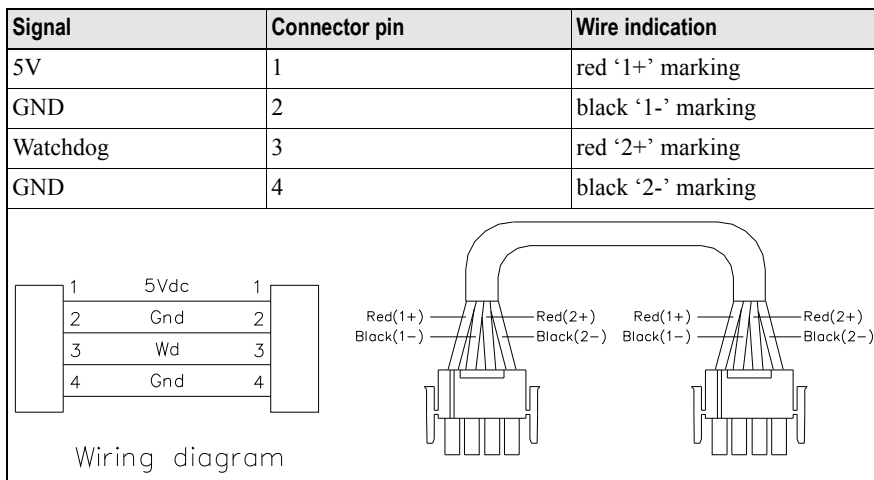 Signal Connector pin Wire indication
5V 1 red ‘1+’ marking
GND 2 black ‘1-’ marking
Watchdog 3 red ‘2+’ marking
GND 4 black ‘2-’ marking
1 5Vdc 1
2 Gnd 2
3 Wd 3
4 Gnd 4
Wiring diagram
Red(1+) Red(2+) Red(1+) Red(2+)
Black(1-) Black(2-) Black(1-) Black(2-)